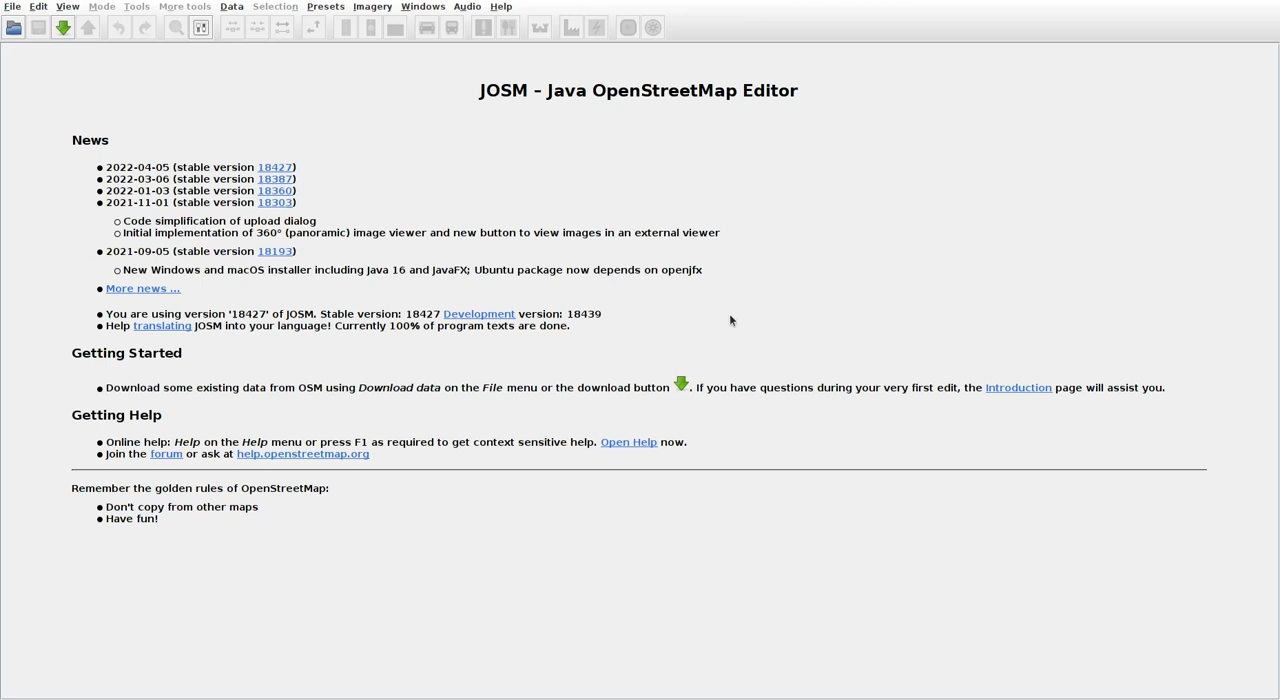 File Edit View Mode Tools More tools Data Selection Presets Imagery Windows Audio Help
JOSM – Java OpenStreetMap Editor
News
2022-04-05 (stable version 18427)
2022-03-06 (stable version 18387)
2022-01-03 (stable version 18360)
2021-11-01 (stable version 18303)
Code simplification of upload dialog
Initial implementation of 360° (panoramic) image viewer and new button to view images in an external viewer
2021-09-05 (stable version 18193)
New Windows and macOS installer including Java 16 and JavaFX; Ubuntu package now depends on openjfx
More news ...
You are using version '18427' of JOSM. Stable version: 18427 Development version: 18439
Help translating JOSM into your language! Currently 100% of program texts are done.
Getting Started
Download some existing data from OSM using Download data on the File menu or the download button . If you have questions during your very first edit, the Introduction page will assist you.
Getting Help
Online help: Help on the Help menu or press F1 as required to get context sensitive help. Open Help now.
Join the forum or ask at help.openstreetmap.org
Remember the golden rules of OpenStreetMap:
Don't copy from other maps
Have fun!